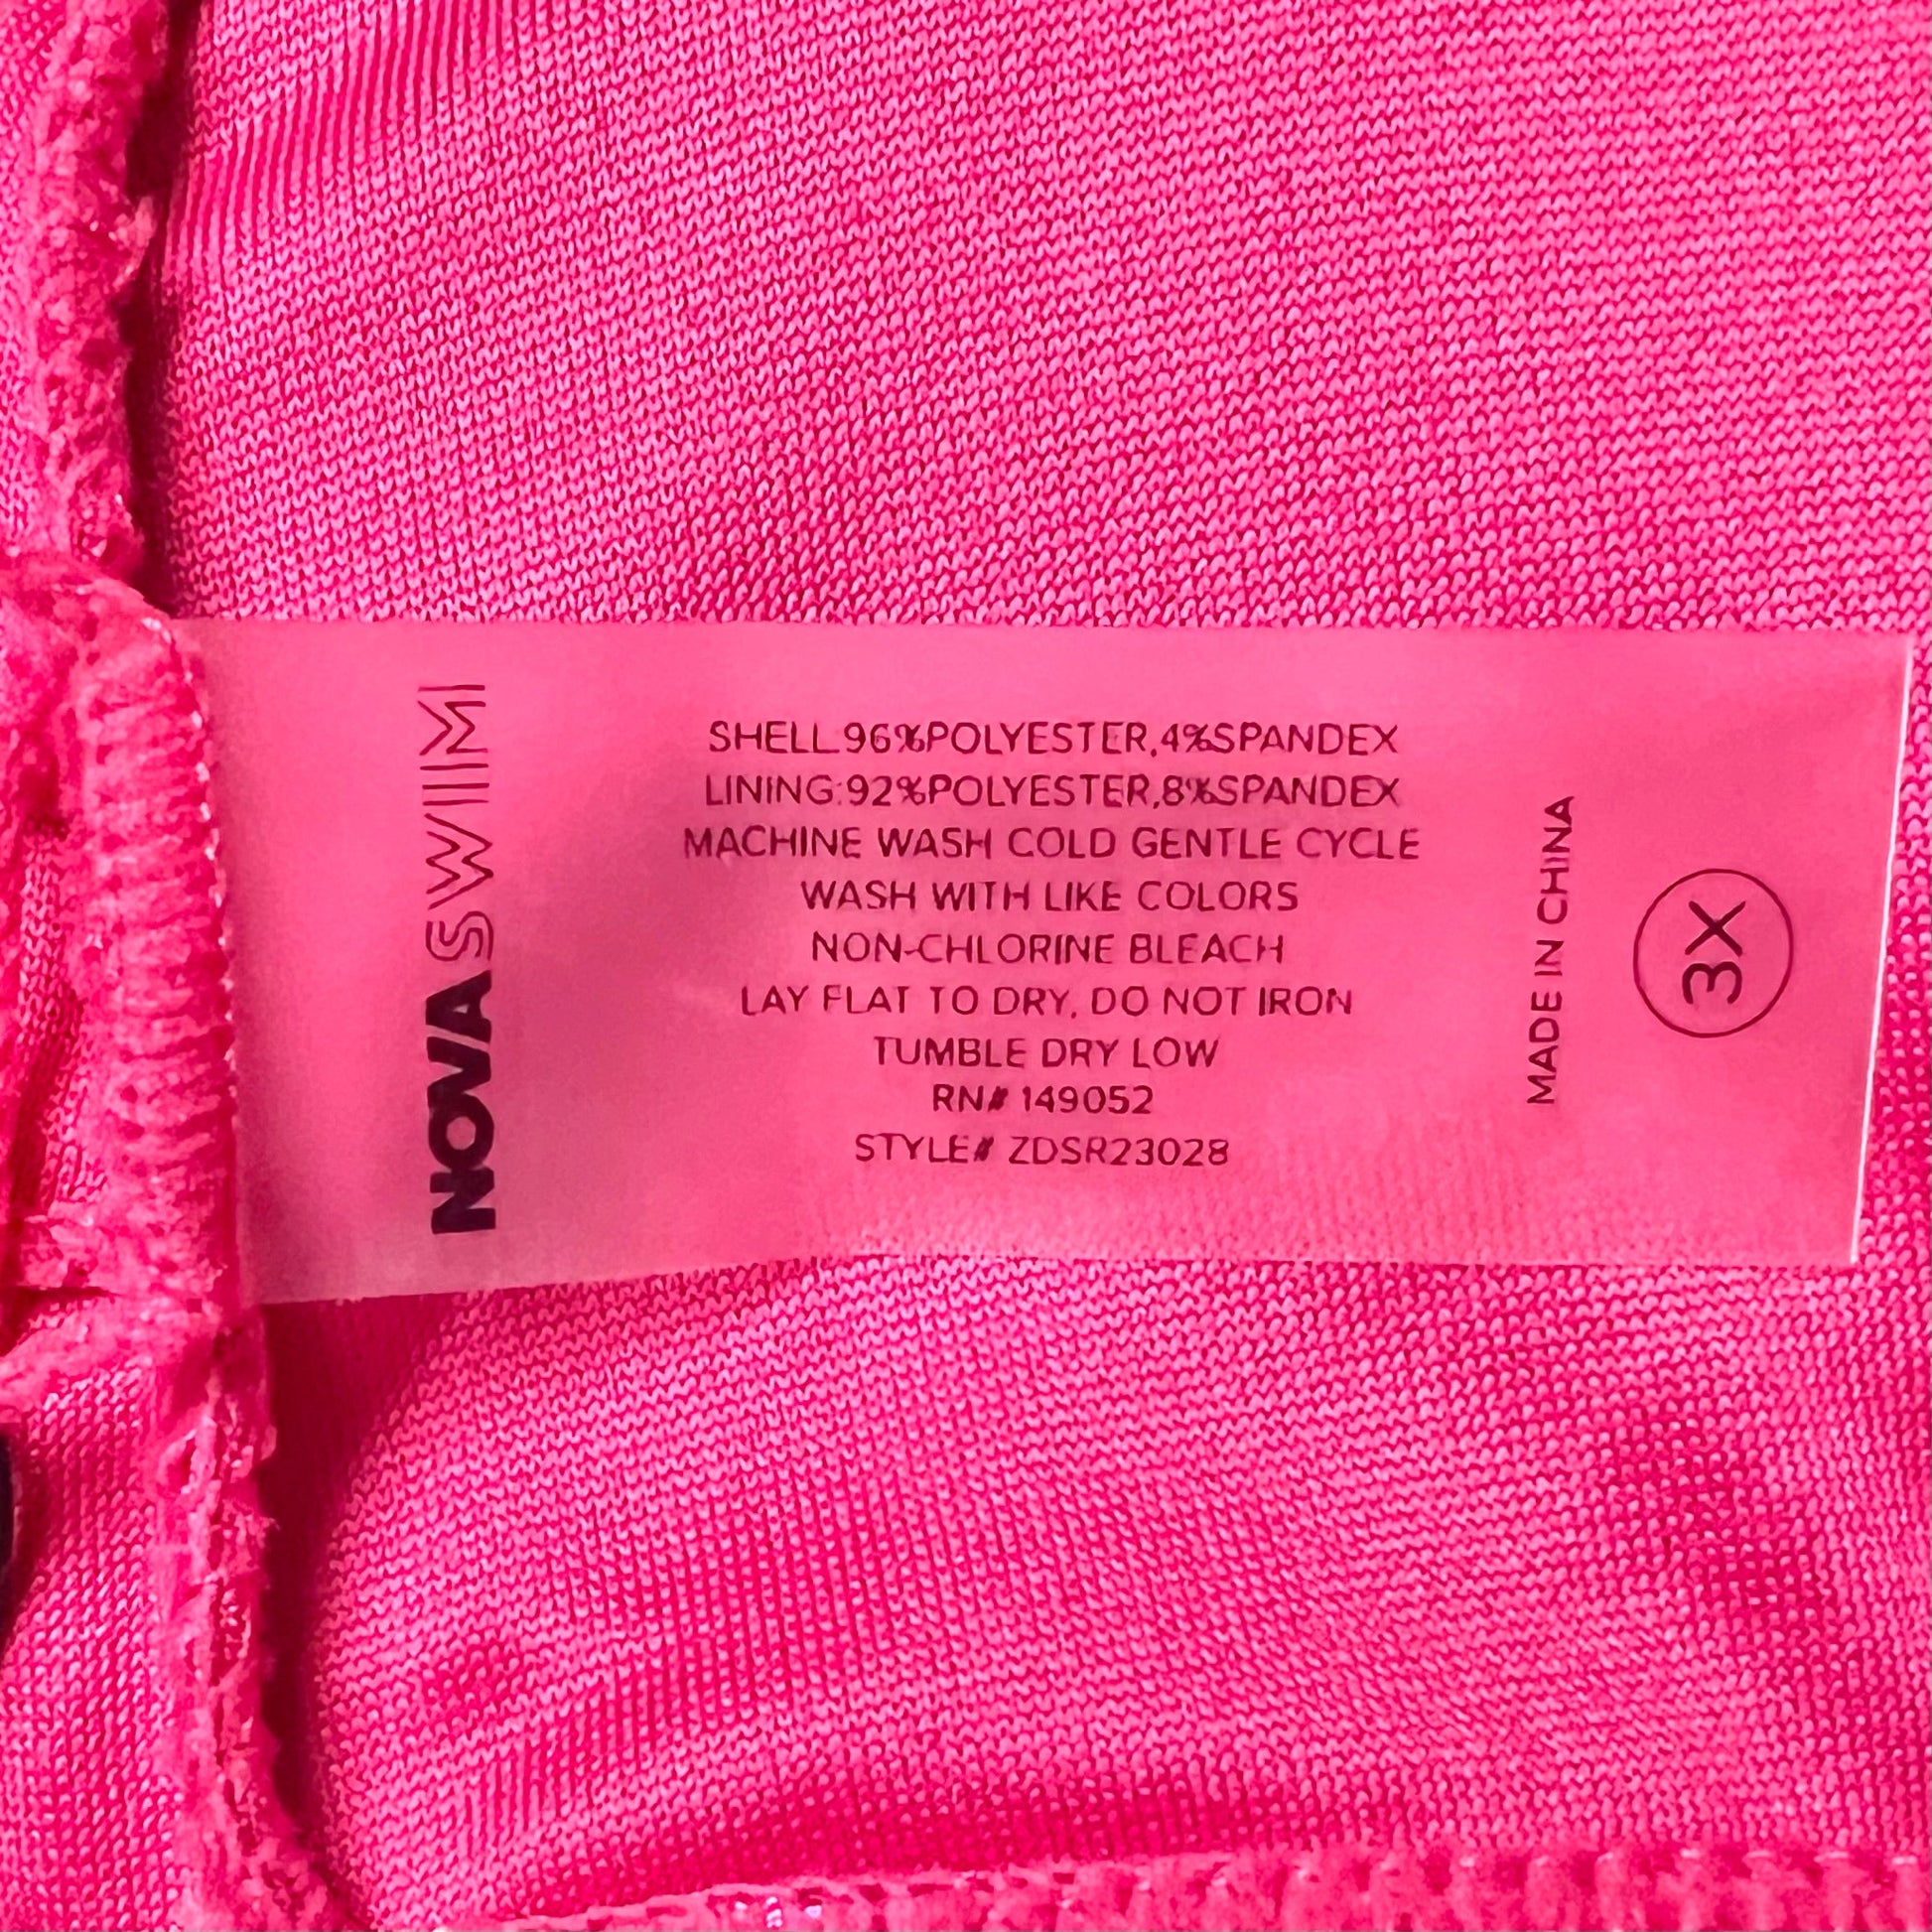 NOVA SWIM
SHELL:96%POLYESTER,4%SPANDEX
LINING:92%POLYESTER,8%SPANDEX
MACHINE WASH COLD GENTLE CYCLE
WASH WITH LIKE COLORS
NON-CHLORINE BLEACH
LAY FLAT TO DRY, DO NOT IRON
TUMBLE DRY LOW
RN# 149052
STYLE# ZDSR23028
MADE IN CHINA
3X